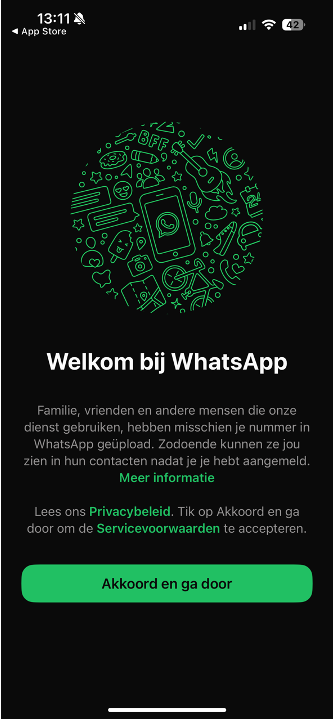 13:11
42
App Store
BFF
Welkom bij WhatsApp
Familie, vrienden en andere mensen die onze
dienst gebruiken, hebben misschien je nummer in
WhatsApp geüpload. Zodoende kunnen ze jou
zien in hun contacten nadat je je hebt aangemeld.
Meer informatie
Lees ons Privacybeleid. Tik op Akkoord en ga
door om de Servicevoorwaarden te accepteren.
Akkoord en ga door